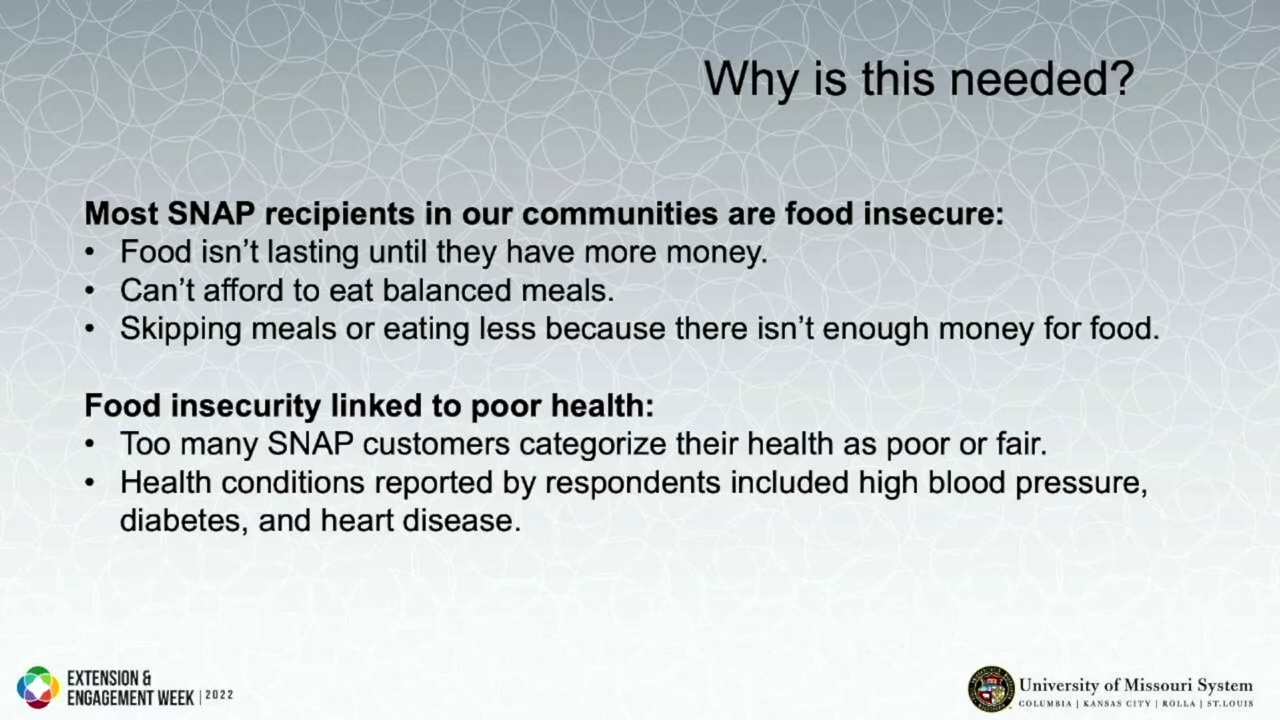 Why is this needed?
Most SNAP recipients in our communities are food insecure:
• Food isn’t lasting until they have more money.
• Can’t afford to eat balanced meals.
• Skipping meals or eating less because there isn’t enough money for food.
Food insecurity linked to poor health:
• Too many SNAP customers categorize their health as poor or fair.
• Health conditions reported by respondents included high blood pressure,
diabetes, and heart disease.
EXTENSION &
ENGAGEMENT WEEK | 2022
University of Missouri System
COLUMBIA | KANSAS CITY | ROLLA | ST.LOUIS